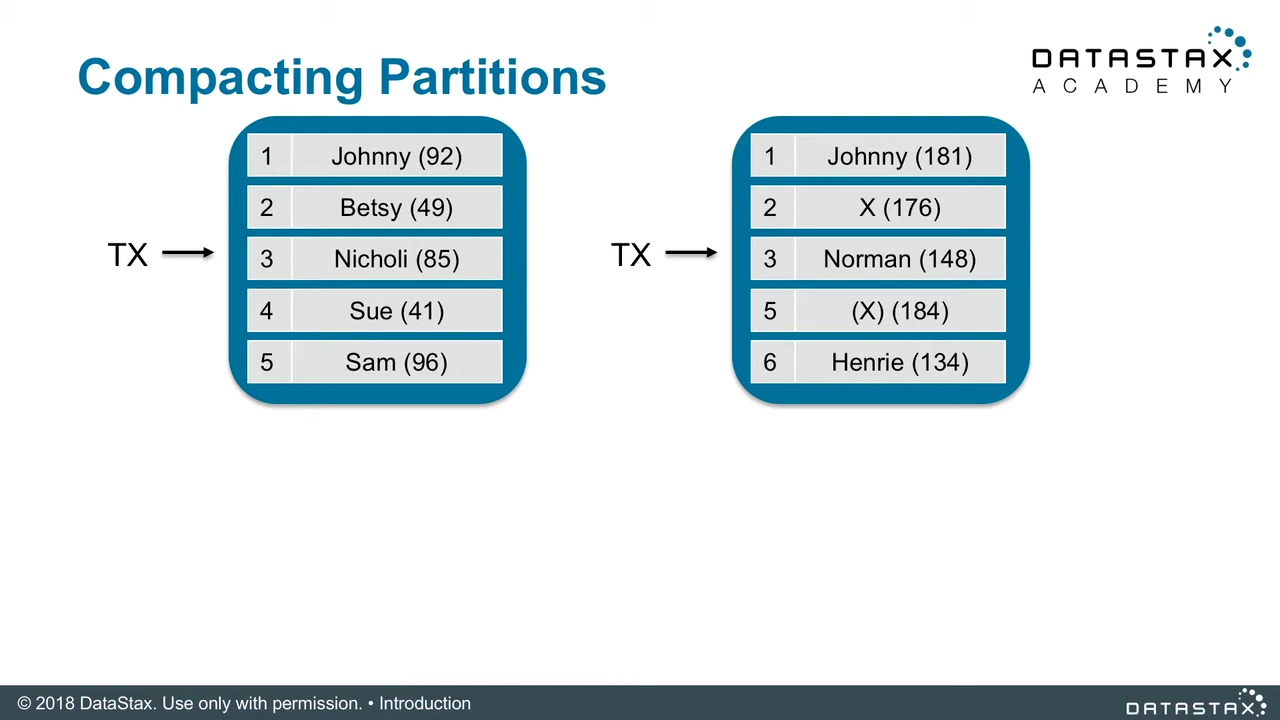 Compacting Partitions
DATASTAX
ACADEMY
TX
1 Johnny (92)
2 Betsy (49)
3 Nicholi (85)
4 Sue (41)
5 Sam (96)
TX
1 Johnny (181)
2 X (176)
3 Norman (148)
5 (X) (184)
6 Henrie (134)
© 2018 DataStax. Use only with permission. • Introduction
DATASTAX